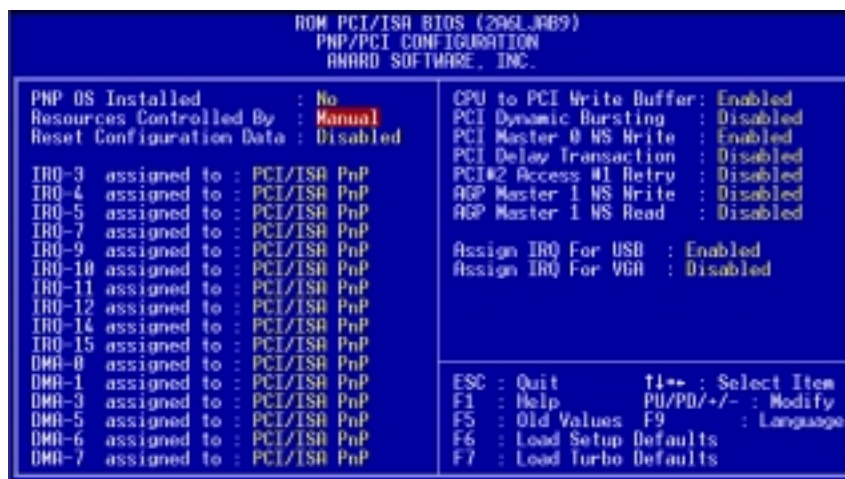 ROM PCI/ISA BIOS (2A6LJAB9)
PNP/PCI CONFIGURATION
AWARD SOFTWARE, INC.
PNP OS Installed : No
Resources Controlled By : Manual
Reset Configuration Data : Disabled
IRQ-3 assigned to : PCI/ISA PnP
IRQ-4 assigned to : PCI/ISA PnP
IRQ-5 assigned to : PCI/ISA PnP
IRQ-7 assigned to : PCI/ISA PnP
IRQ-9 assigned to : PCI/ISA PnP
IRQ-10 assigned to : PCI/ISA PnP
IRQ-11 assigned to : PCI/ISA PnP
IRQ-12 assigned to : PCI/ISA PnP
IRQ-14 assigned to : PCI/ISA PnP
IRQ-15 assigned to : PCI/ISA PnP
DMA-0 assigned to : PCI/ISA PnP
DMA-1 assigned to : PCI/ISA PnP
DMA-3 assigned to : PCI/ISA PnP
DMA-5 assigned to : PCI/ISA PnP
DMA-6 assigned to : PCI/ISA PnP
DMA-7 assigned to : PCI/ISA PnP
CPU to PCI Write Buffer: Enabled
PCI Dynamic Bursting : Disabled
PCI Master 0 WS Write : Enabled
PCI Delay Transaction : Disabled
PCI#2 Access #1 Retry : Disabled
AGP Master 1 WS Write : Disabled
AGP Master 1 WS Read : Disabled
Assign IRQ For USB : Enabled
Assign IRQ For VGA : Disabled
ESC : Quit ↑↓→← : Select Item
F1 : Help PU/PD/+/- : Modify
F5 : Old Values F9 : Language
F6 : Load Setup Defaults
F7 : Load Turbo Defaults